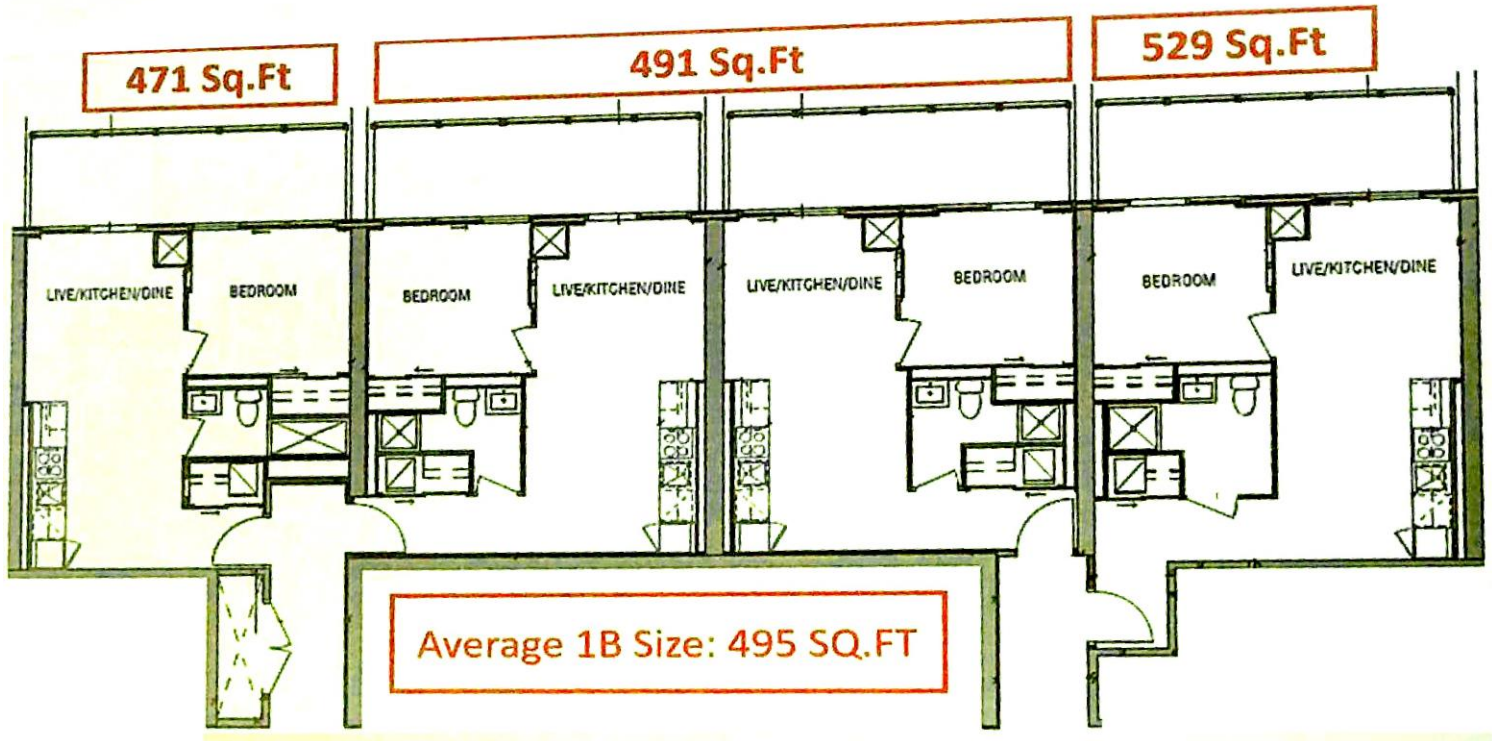 471 Sq.Ft
491 Sq.Ft
529 Sq.Ft
LIVE/KITCHEN/DINE
BEDROOM
BEDROOM
LIVE/KITCHEN/DINE
LIVE/KITCHEN/DINE
BEDROOM
BEDROOM
LIVE/KITCHEN/DINE
Average 1B Size: 495 SQ.FT